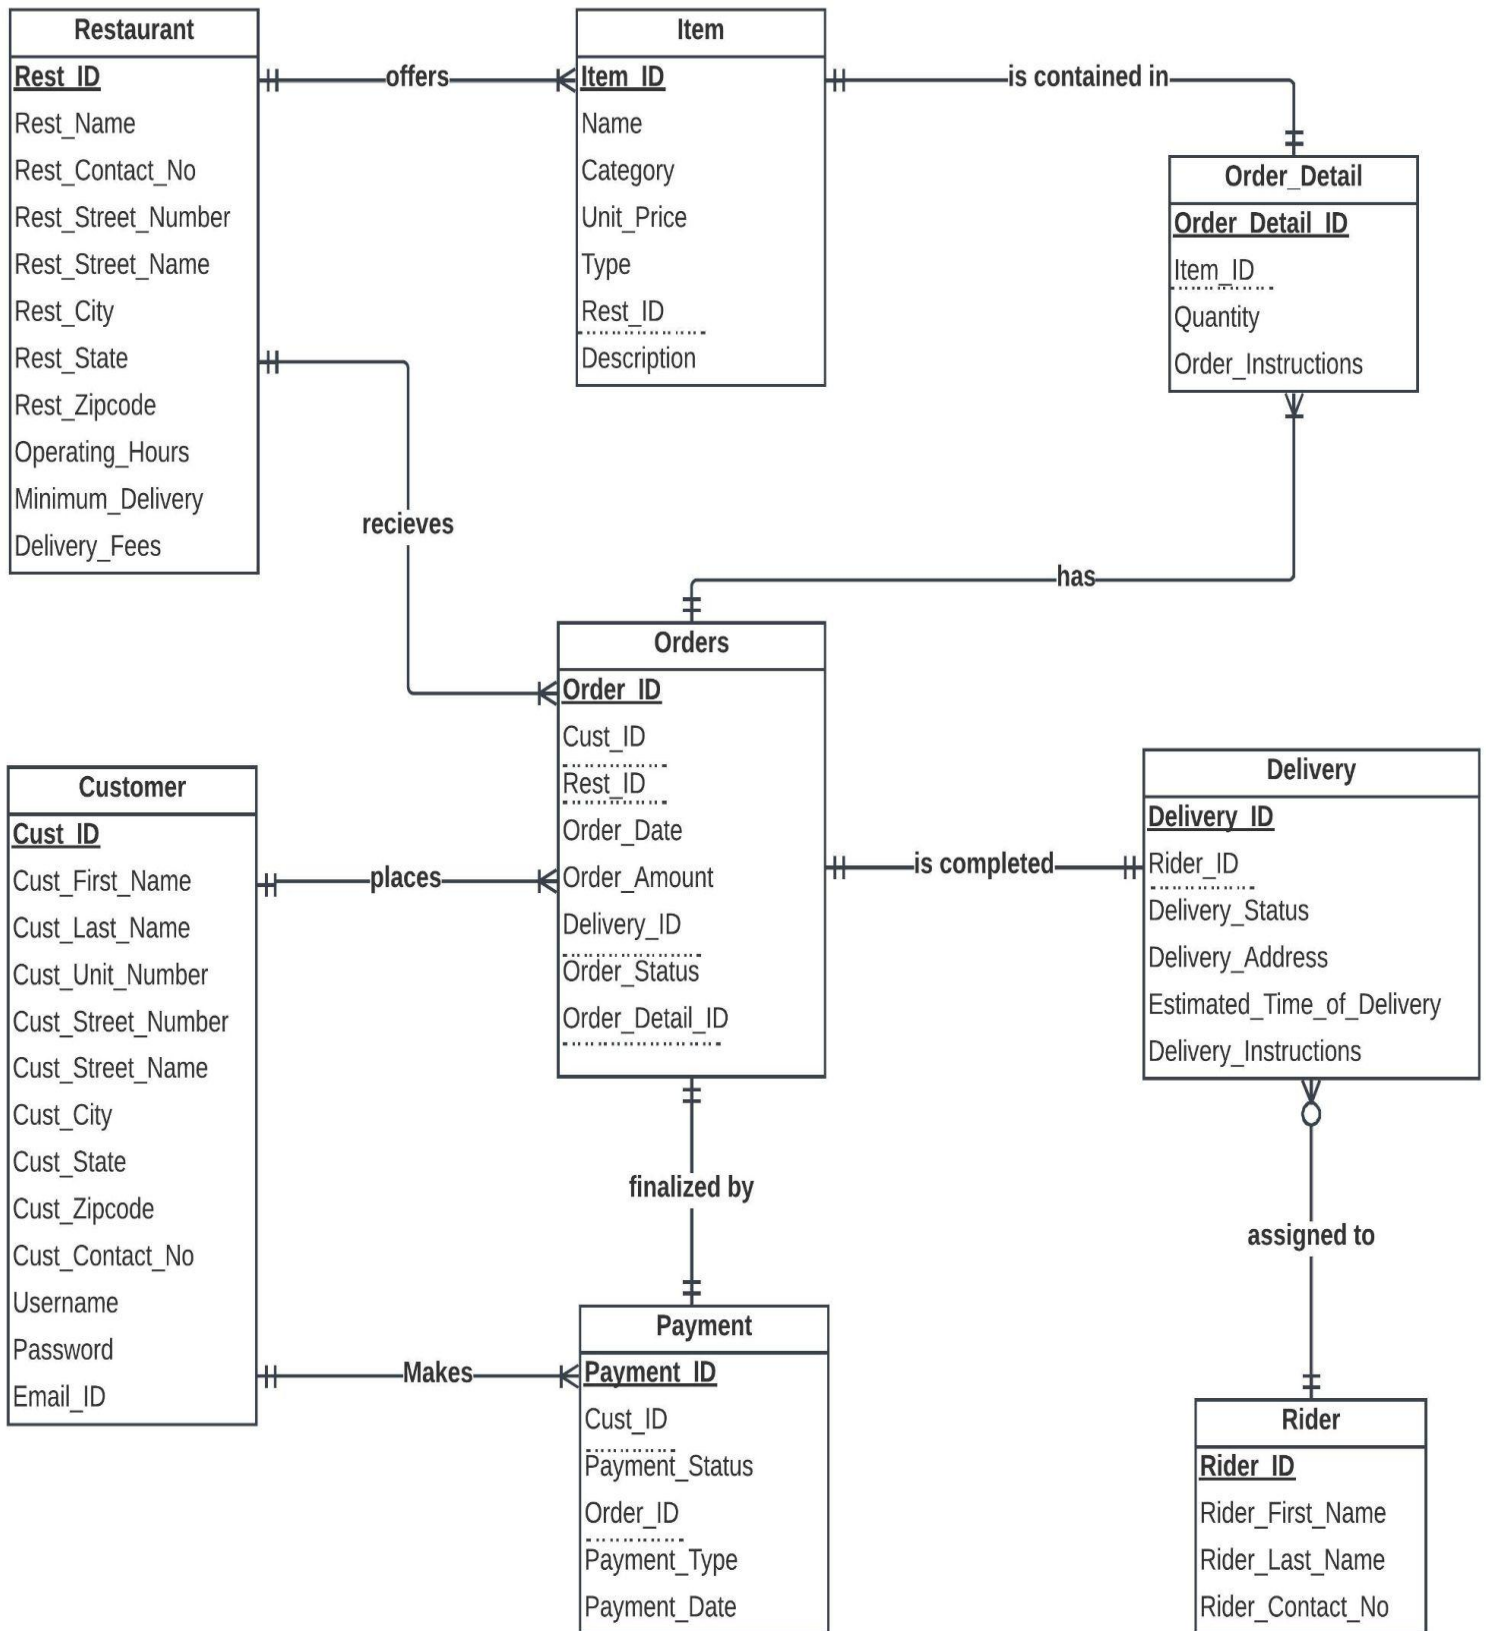 Restaurant
Rest_ID
Rest_Name
Rest_Contact_No
Rest_Street_Number
Rest_Street_Name
Rest_City
Rest_State
Rest_Zipcode
Operating_Hours
Minimum_Delivery
Delivery_Fees
offers
Item
Item_ID
Name
Category
Unit_Price
Type
Rest_ID
Description
is contained in
Order_Detail
Order_Detail_ID
Item_ID
Quantity
Order_Instructions
recieves
has
Orders
Order_ID
Cust_ID
Rest_ID
Order_Date
Order_Amount
Delivery_ID
Order_Status
Order_Detail_ID
Customer
Cust_ID
Cust_First_Name
Cust_Last_Name
Cust_Unit_Number
Cust_Street_Number
Cust_Street_Name
Cust_City
Cust_State
Cust_Zipcode
Cust_Contact_No
Username
Password
Email_ID
places
is completed
Delivery
Delivery_ID
Rider_ID
Delivery_Status
Delivery_Address
Estimated_Time_of_Delivery
Delivery_Instructions
finalized by
assigned to
Makes
Payment
Payment_ID
Cust_ID
Payment_Status
Order_ID
Payment_Type
Payment_Date
Rider
Rider_ID
Rider_First_Name
Rider_Last_Name
Rider_Contact_No